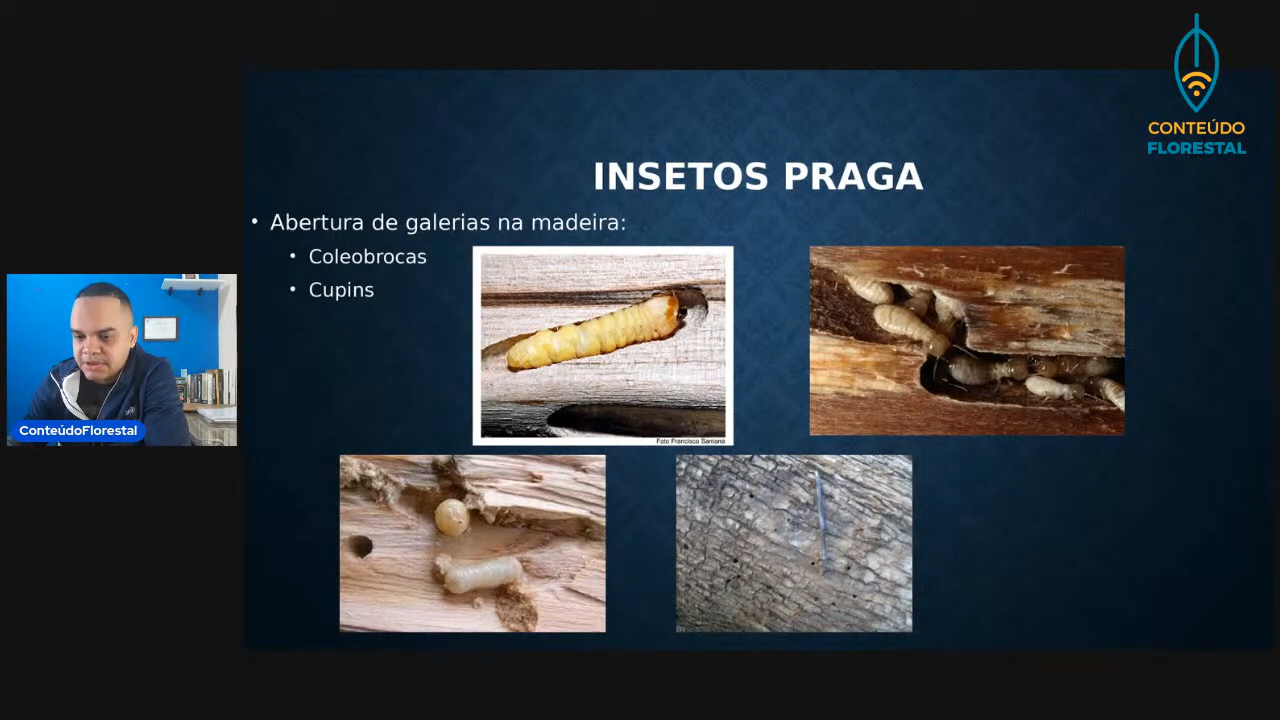 CONTEÚDO
FLORESTAL
INSETOS PRAGA
• Abertura de galerias na madeira:
• Coleobrocas
• Cupins
Foto Francisco Santana
ConteúdoFlorestal